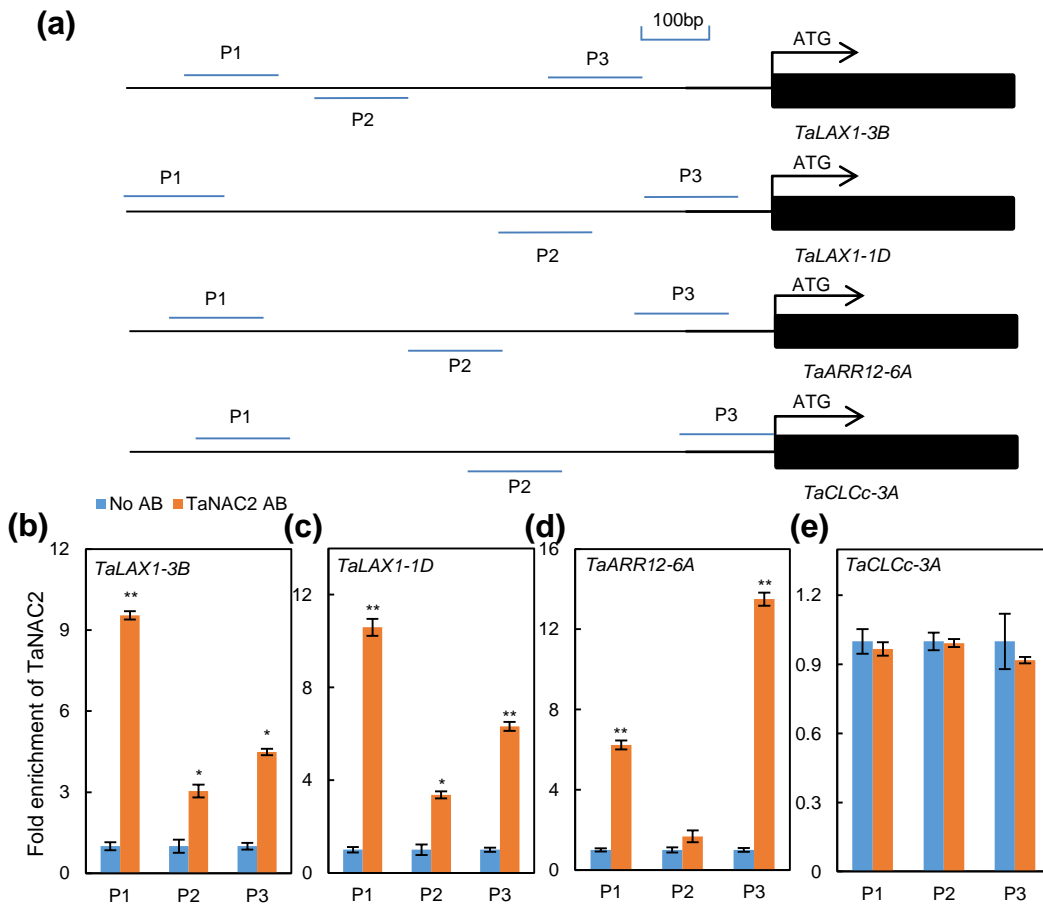 (a)
100bp
P1
P2
P3
ATG
TaLAX1-3B
P1
P2
P3
ATG
TaLAX1-1D
P1
P2
P3
ATG
TaARR12-6A
P1
P2
P3
ATG
TaCLCc-3A
No AB
TaNAC2 AB
(b)
Fold enrichment of TaNAC2
TaLAX1-3B
12
9
6
3
0
**
*
*
P1 P2 P3
(c)
TaLAX1-1D
12
8
4
0
**
*
**
P1 P2 P3
(d)
TaARR12-6A
16
12
8
4
0
**
**
P1 P2 P3
(e)
TaCLCc-3A
1.2
0.9
0.6
0.3
0
P1 P2 P3